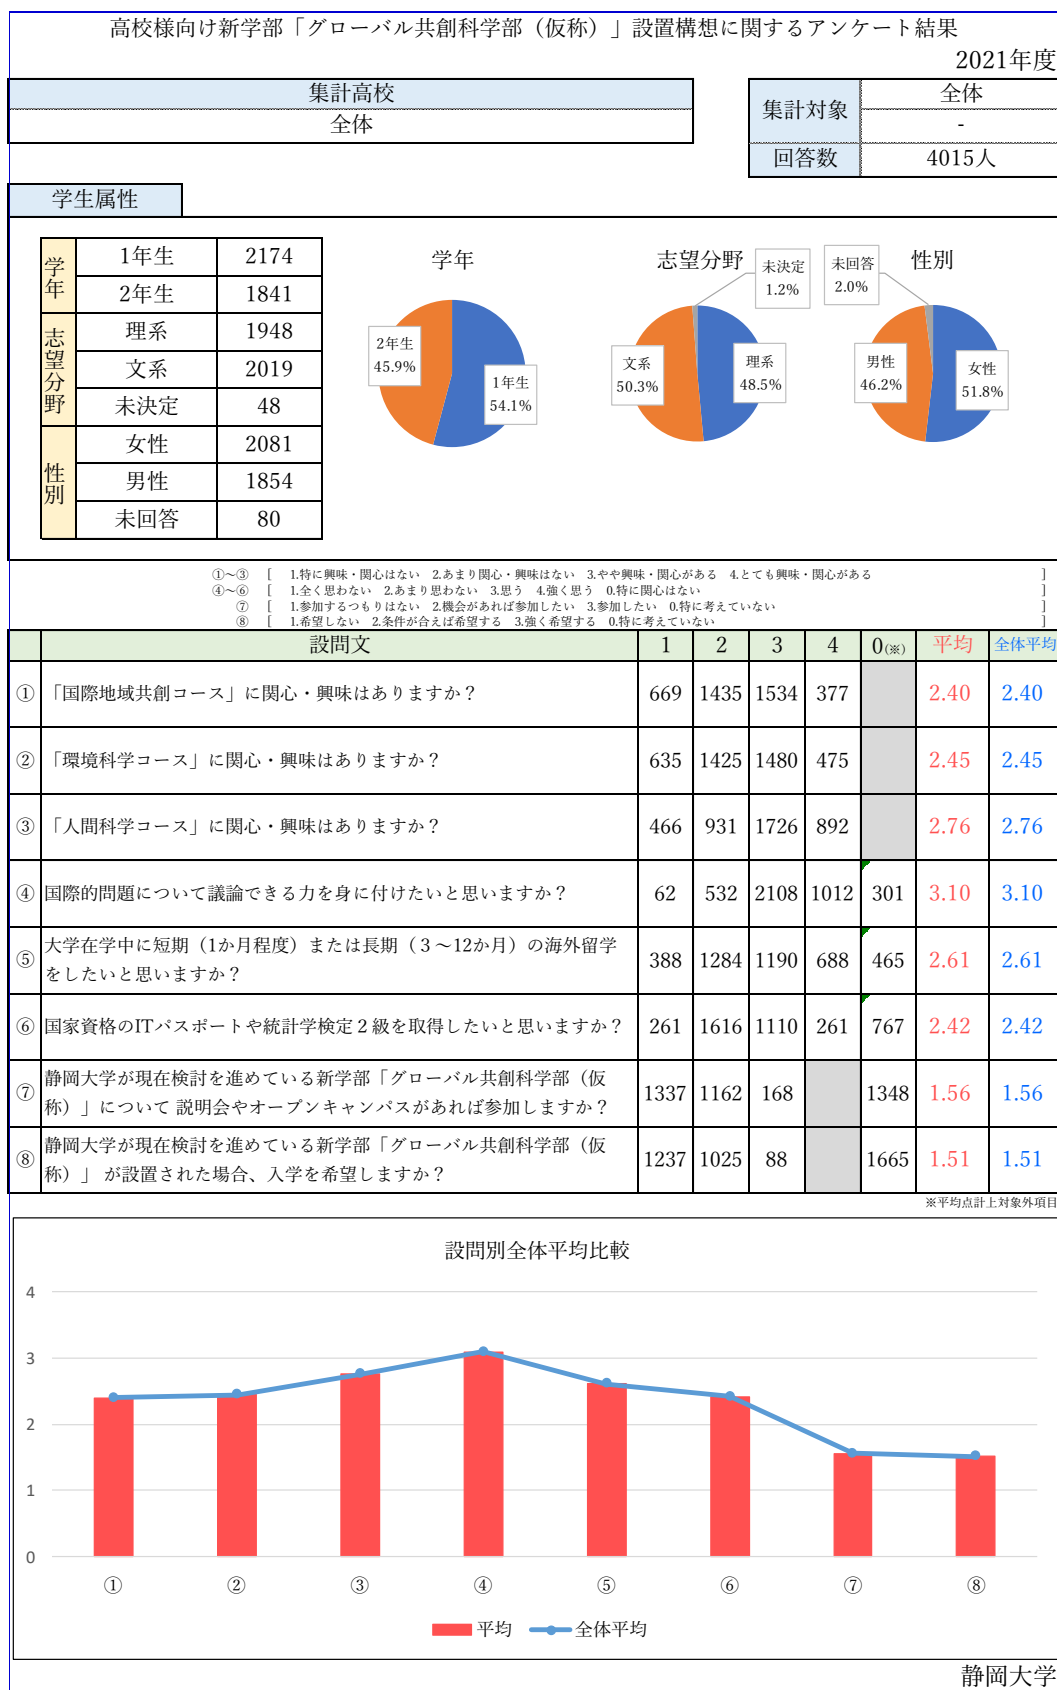 高校様向け新学部「グローバル共創科学部（仮称）」設置構想に関するアンケート結果
2021年度
集計高校
全体
集計対象 全体
-
回答数 4015人
学生属性
学年 1年生 2174
2年生 1841
志望分野 理系 1948
文系 2019
未決定 48
性別 女性 2081
男性 1854
未回答 80
学年
2年生
45.9%
1年生
54.1%
志望分野
未決定
1.2%
文系
50.3%
理系
48.5%
性別
未回答
2.0%
男性
46.2%
女性
51.8%
①～③ [ 1.特に興味・関心はない 2.あまり関心・興味はない 3.やや興味・関心がある 4.とても興味・関心がある ]
④～⑥ [ 1.全く思わない 2.あまり思わない 3.思う 4.強く思う 0.特に関心はない ]
⑦ [ 1.参加するつもりはない 2.機会があれば参加したい 3.参加したい 0.特に考えていない ]
⑧ [ 1.希望しない 2.条件が合えば希望する 3.強く希望する 0.特に考えていない ]
設問文 1 2 3 4 0(※) 平均 全体平均
① 「国際地域共創コース」に関心・興味はありますか？ 669 1435 1534 377 2.40 2.40
② 「環境科学コース」に関心・興味はありますか？ 635 1425 1480 475 2.45 2.45
③ 「人間科学コース」に関心・興味はありますか？ 466 931 1726 892 2.76 2.76
④ 国際的問題について議論できる力を身に付けたいと思いますか？ 62 532 2108 1012 301 3.10 3.10
⑤ 大学在学中に短期（1か月程度）または長期（３～12か月）の海外留学
をしたいと思いますか？ 388 1284 1190 688 465 2.61 2.61
⑥ 国家資格のITパスポートや統計学検定２級を取得したいと思いますか？ 261 1616 1110 261 767 2.42 2.42
⑦ 静岡大学が現在検討を進めている新学部「グローバル共創科学部（仮
称）」について 説明会やオープンキャンパスがあれば参加しますか？ 1337 1162 168 1348 1.56 1.56
⑧ 静岡大学が現在検討を進めている新学部「グローバル共創科学部（仮
称）」 が設置された場合、入学を希望しますか？ 1237 1025 88 1665 1.51 1.51
※平均点計上対象外項目
設問別全体平均比較
4
3
2
1
0
① ② ③ ④ ⑤ ⑥ ⑦ ⑧
平均 全体平均
静岡大学